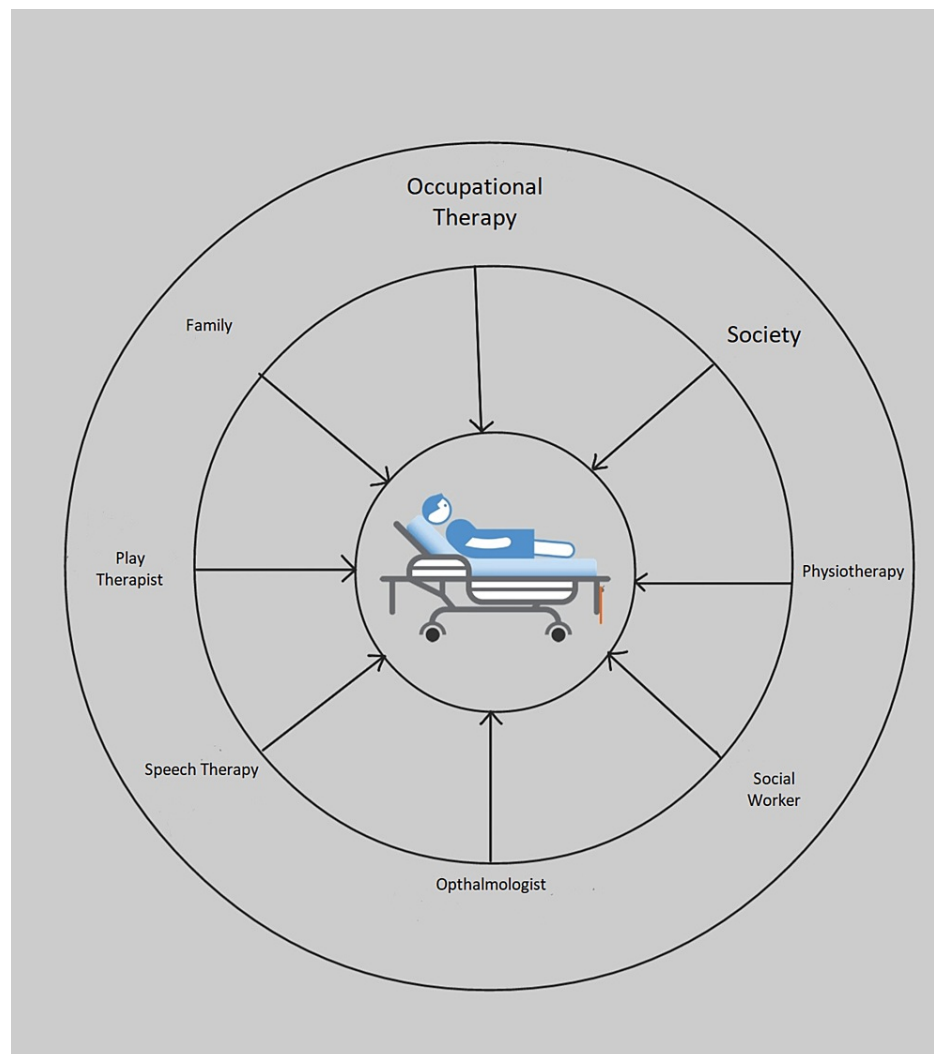 Occupational
Therapy
Family
Society
Play
Therapist
Physiotherapy
Speech Therapy
Social
Worker
Opthalmologist